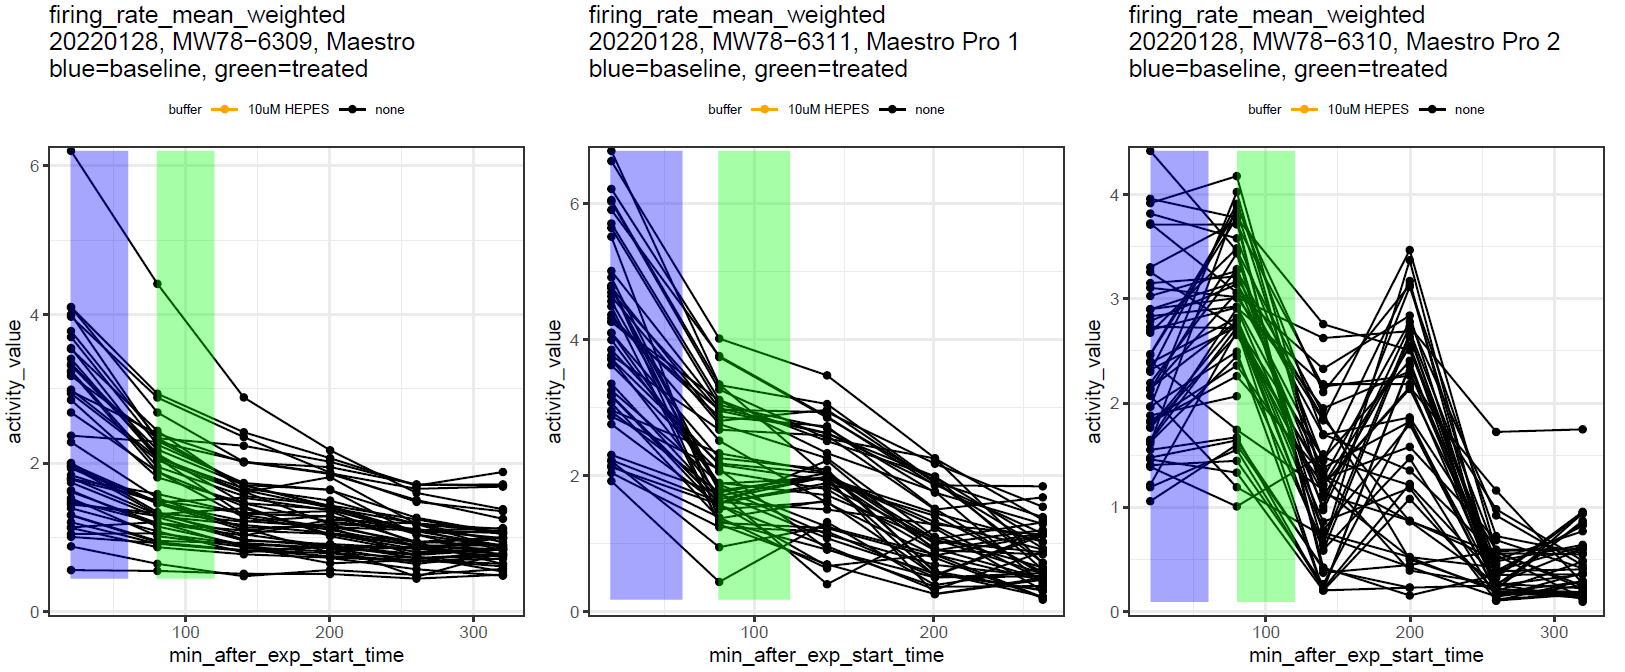 firing_rate_mean_weighted
20220128, MW78−6309, Maestro
blue=baseline, green=treated
buffer 10uM HEPES none
6
4
2
0
activity_value
100 200 300
min_after_exp_start_time
firing_rate_mean_weighted
20220128, MW78−6311, Maestro Pro 1
blue=baseline, green=treated
buffer 10uM HEPES none
6
4
2
0
activity_value
100 200
min_after_exp_start_time
firing_rate_mean_weighted
20220128, MW78−6310, Maestro Pro 2
blue=baseline, green=treated
buffer 10uM HEPES none
4
3
2
1
0
activity_value
100 200 300
min_after_exp_start_time